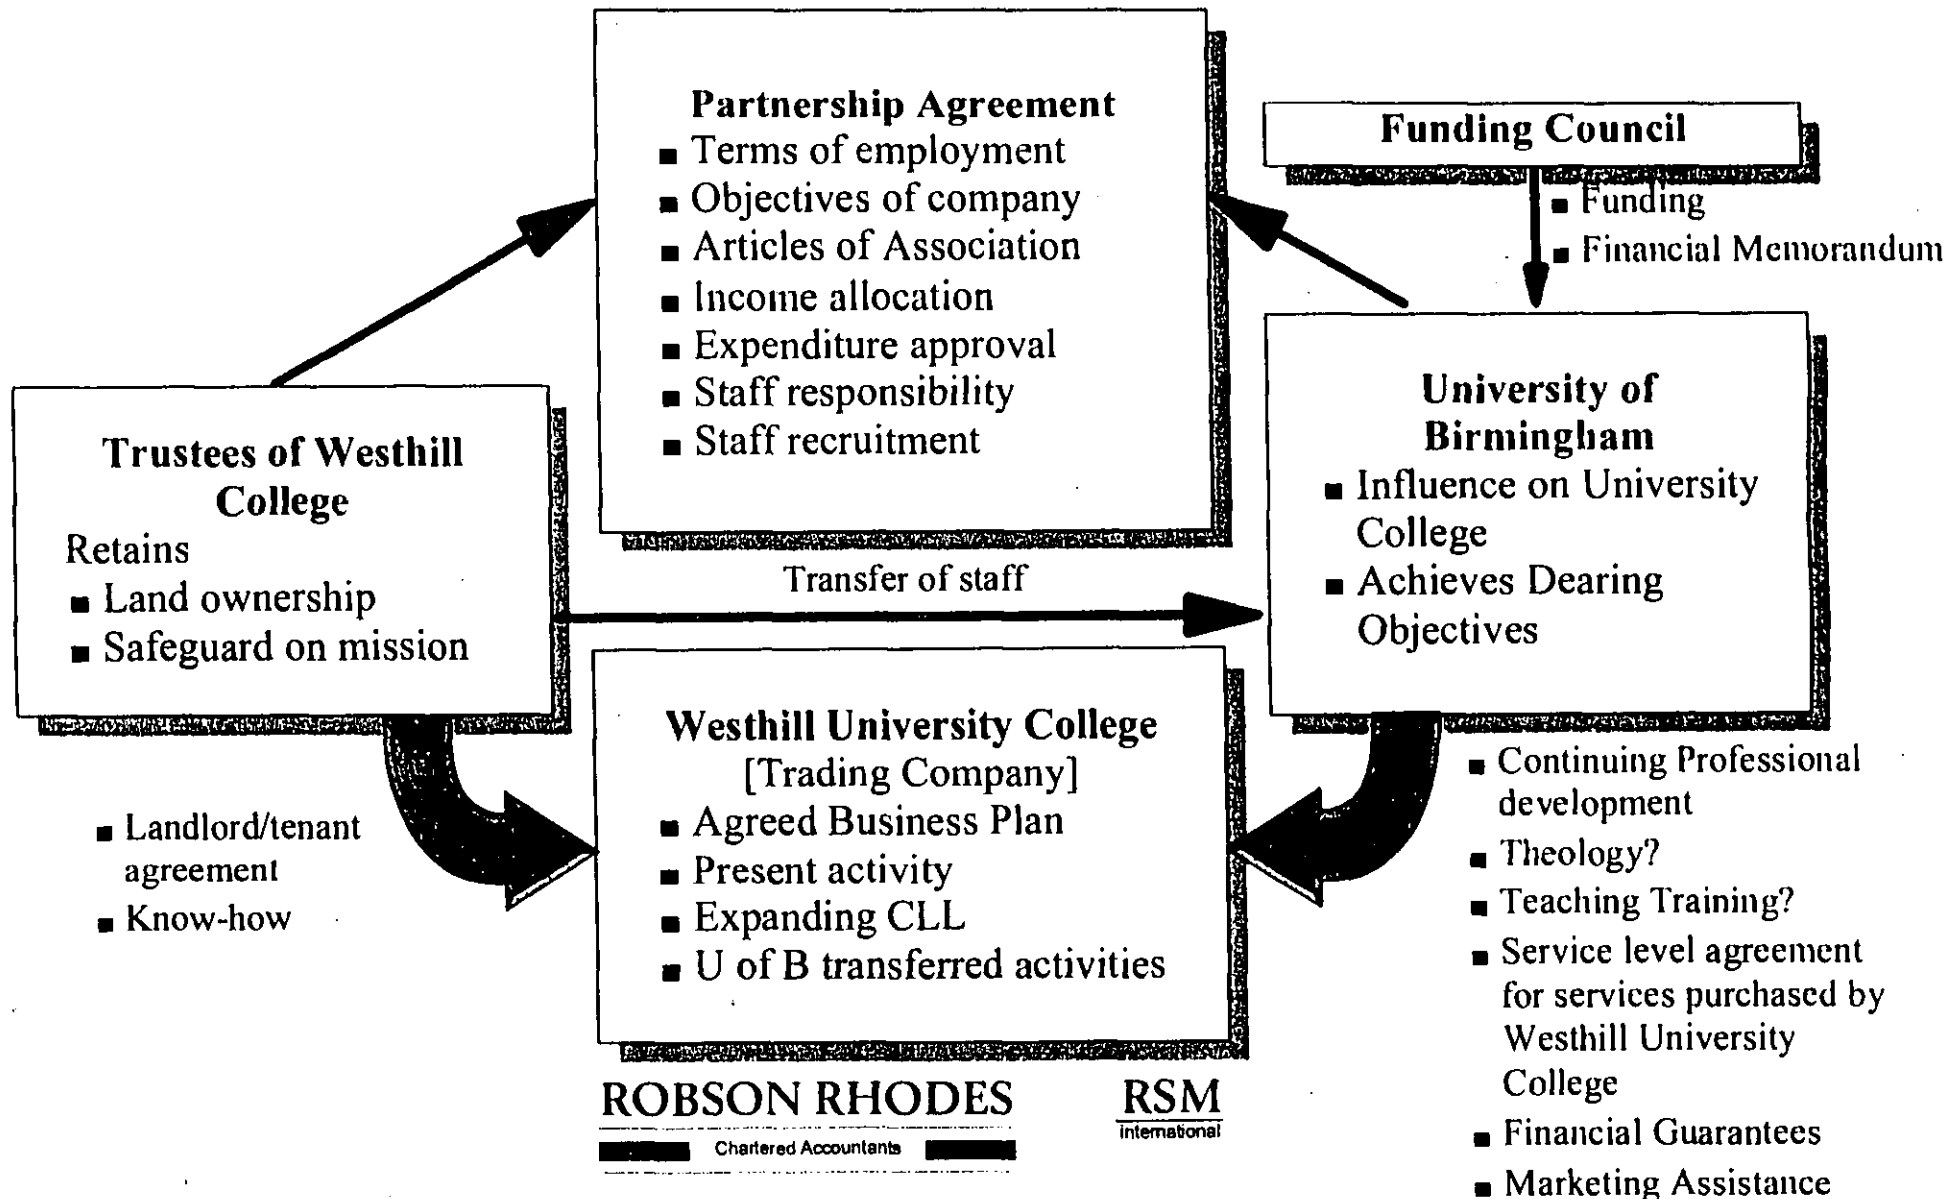 Partnership Agreement
■ Terms of employment
■ Objectives of company
■ Articles of Association
■ Income allocation
■ Expenditure approval
■ Staff responsibility
■ Staff recruitment
Funding Council
■ Funding
■ Financial Memorandum
Trustees of Westhill
College
Retains
■ Land ownership
■ Safeguard on mission
Transfer of staff
University of
Birmingham
■ Influence on University
College
■ Achieves Dearing
Objectives
■ Landlord/tenant
agreement
■ Know-how
Westhill University College
[Trading Company]
■ Agreed Business Plan
■ Present activity
■ Expanding CLL
■ U of B transferred activities
■ Continuing Professional
development
■ Theology?
■ Teaching Training?
■ Service level agreement
for services purchased by
Westhill University
College
■ Financial Guarantees
■ Marketing Assistance
ROBSON RHODES
Chartered Accountants
RSM
international